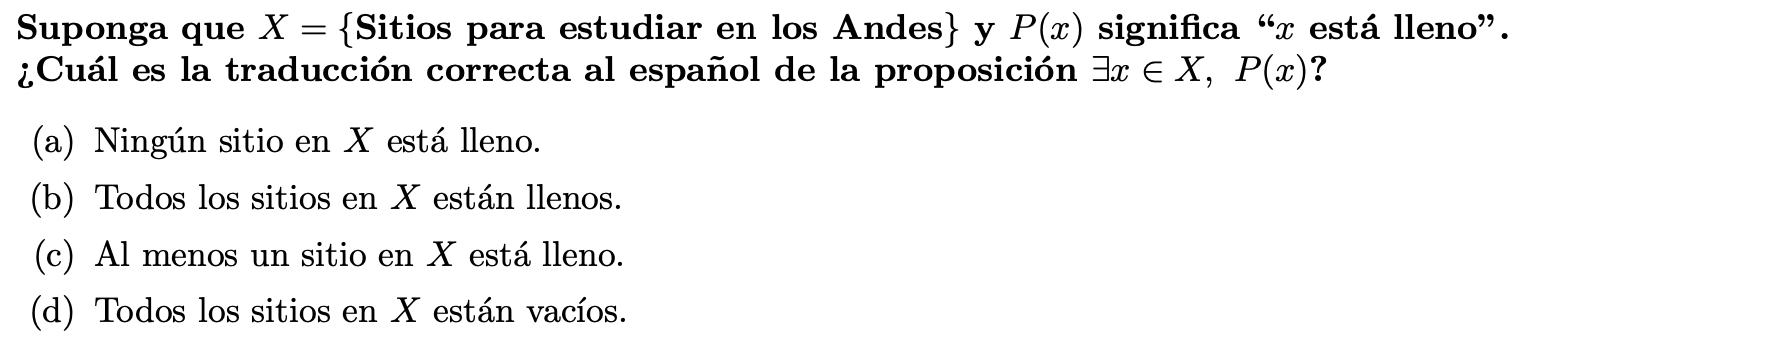 Suponga que X = {Sitios para estudiar en los Andes} y P(x) significa “x está lleno”.
¿Cuál es la traducción correcta al español de la proposición ∃x ∈ X, P(x)?
(a) Ningún sitio en X está lleno.
(b) Todos los sitios en X están llenos.
(c) Al menos un sitio en X está lleno.
(d) Todos los sitios en X están vacíos.